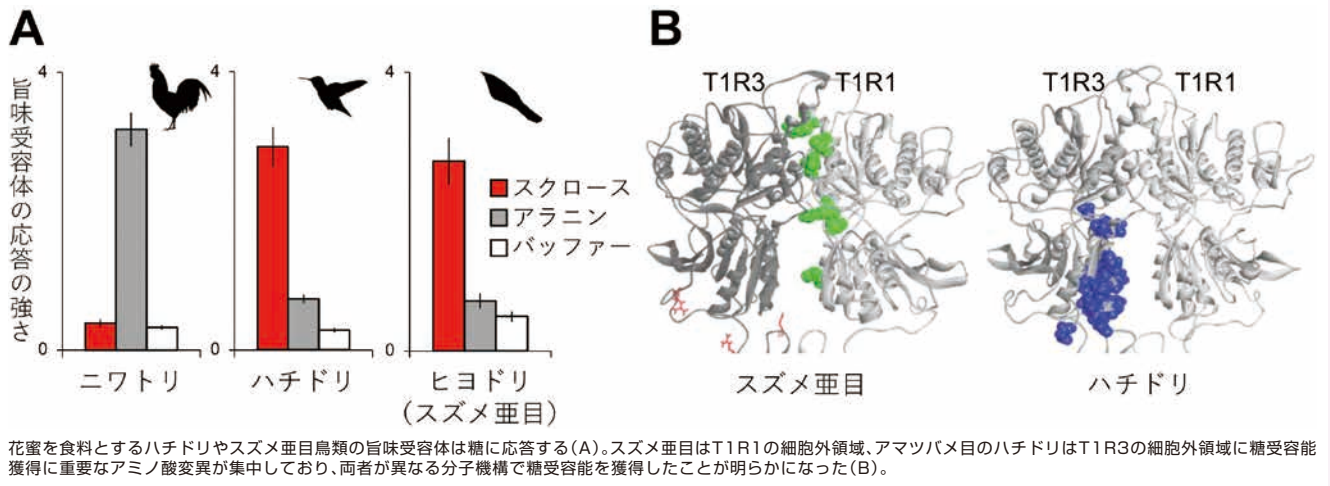 A
B
4
4
4
旨味受容体の応答の強さ
T1R3
T1R1
T1R3
T1R1
スクロース
アラニン
バッファー
0
0
0
ニワトリ
ハチドリ
ヒヨドリ
(スズメ亜目)
スズメ亜目
ハチドリ
花蜜を食料とするハチドリやスズメ亜目鳥類の旨味受容体は糖に応答する(A)。スズメ亜目はT1R1の細胞外領域、アマツバメ目のハチドリはT1R3の細胞外領域に糖受容能
獲得に重要なアミノ酸変異が集中しており、両者が異なる分子機構で糖受容能を獲得したことが明らかになった(B)。